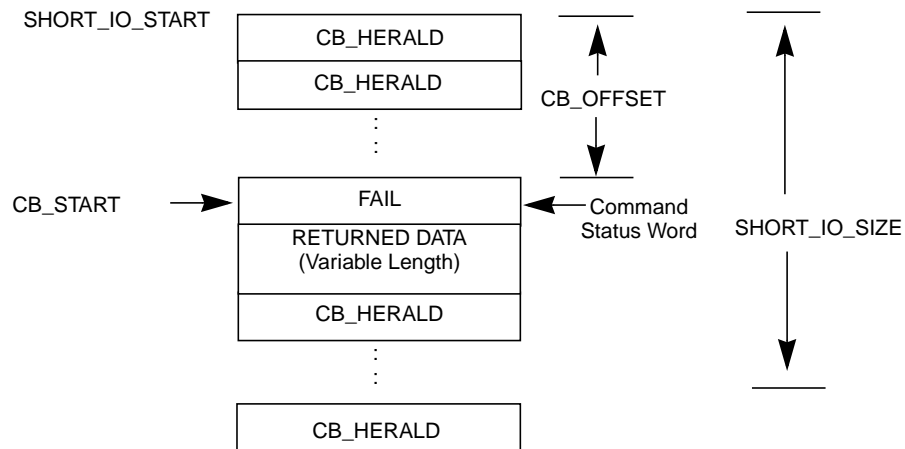 SHORT_IO_START
CB_HERALD
CB_HERALD
CB_OFFSET
CB_START
FAIL
Command
Status Word
SHORT_IO_SIZE
RETURNED DATA
(Variable Length)
CB_HERALD
CB_HERALD